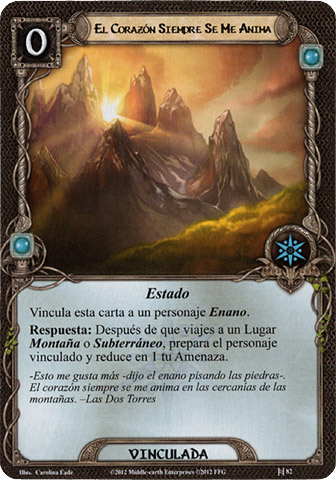 0
El Corazón Siempre Se Me Anima
Estado
Vincula esta carta a un personaje Enano.
Respuesta: Después de que viajes a un Lugar
Montaña o Subterráneo, prepara el personaje
vinculado y reduce en 1 tu Amenaza.
-Esto me gusta más -dijo el enano pisando las piedras-.
El corazón siempre se me anima en las cercanías de las
montañas. –Las Dos Torres
VINCULADA
Illus. Carolina Eade
©2012 Middle-earth Enterprises ©2012 FFG
82